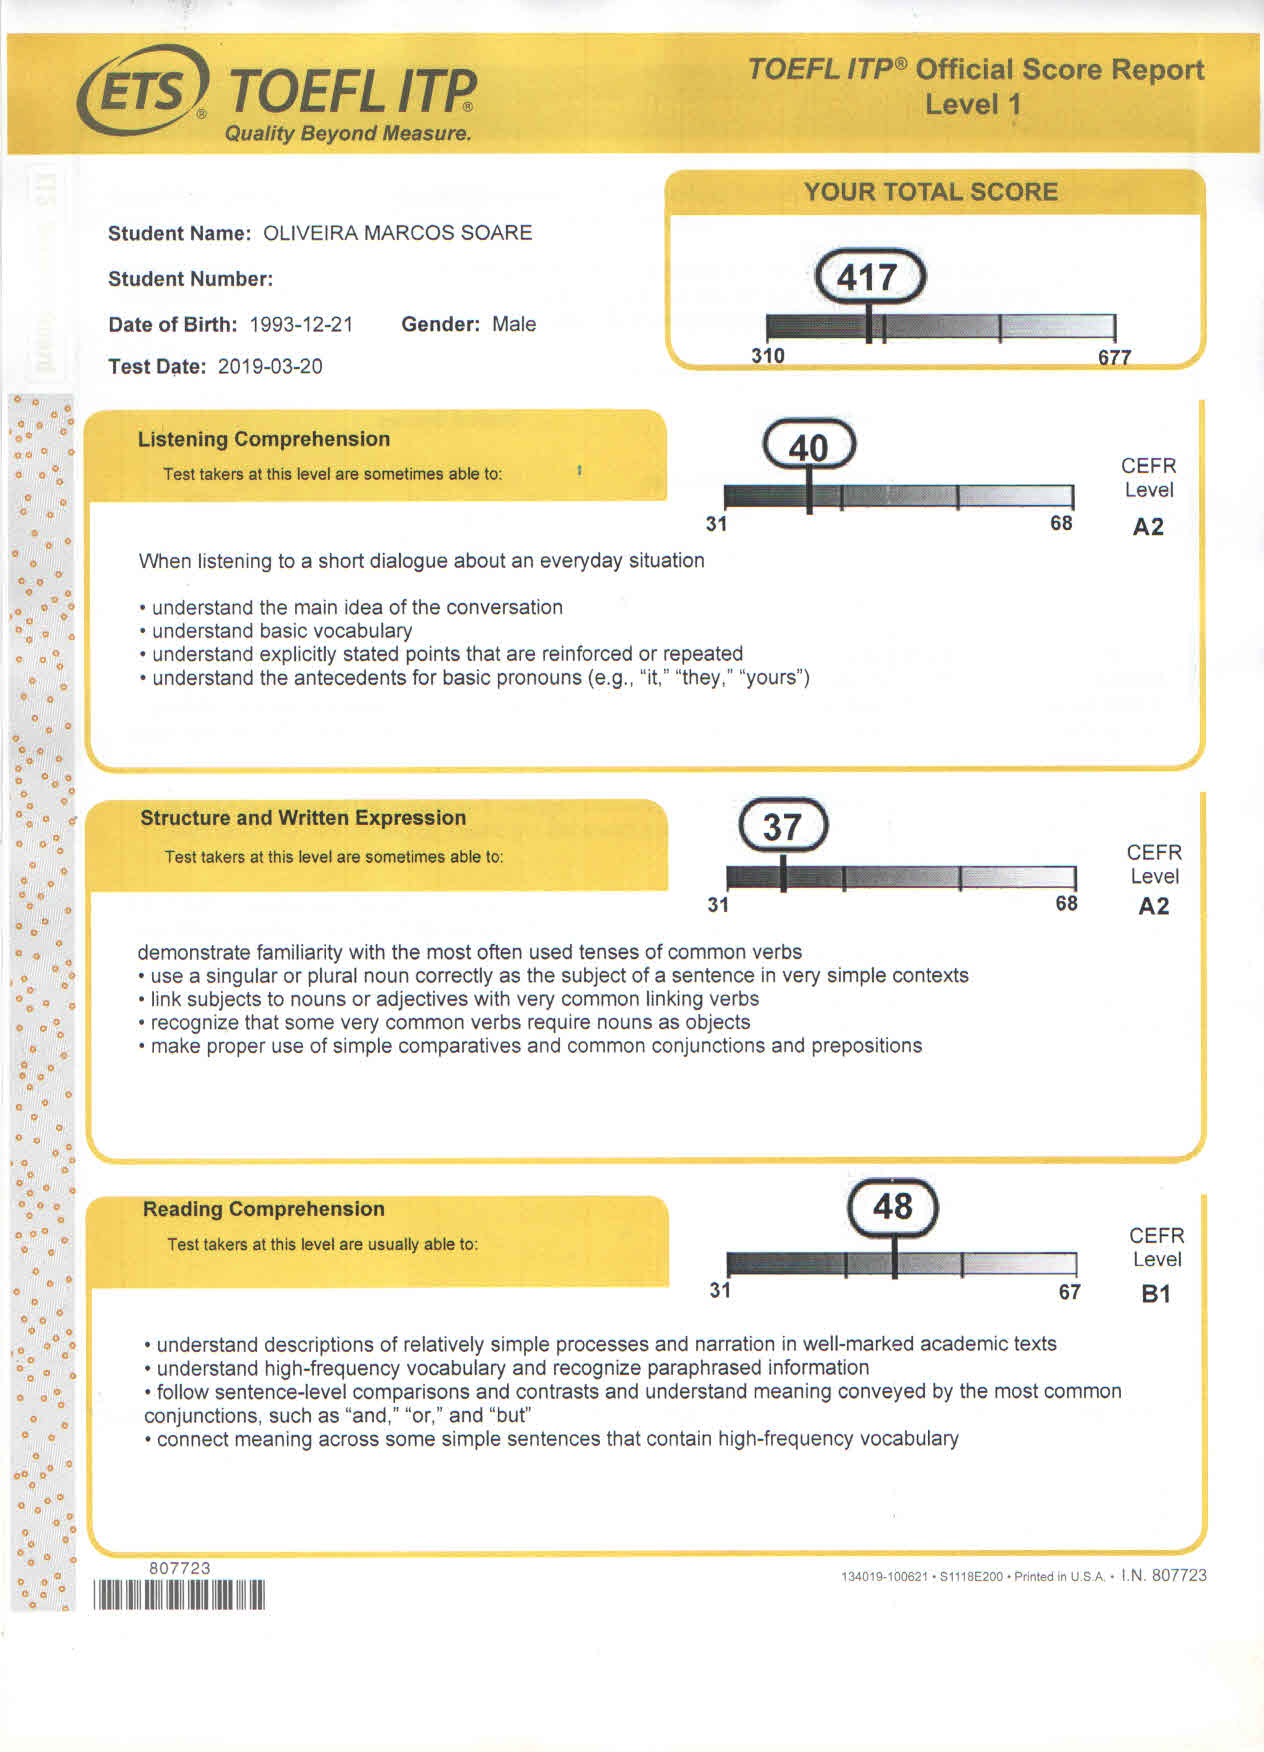 ETS® TOEFL ITP®
Quality Beyond Measure.
TOEFL ITP® Official Score Report
Level 1
Student Name: OLIVEIRA MARCOS SOARE
Student Number:
Date of Birth: 1993-12-21 Gender: Male
Test Date: 2019-03-20
YOUR TOTAL SCORE
417
310 677
Listening Comprehension
Test takers at this level are sometimes able to:
40
31 68
CEFR
Level
A2
When listening to a short dialogue about an everyday situation
• understand the main idea of the conversation
• understand basic vocabulary
• understand explicitly stated points that are reinforced or repeated
• understand the antecedents for basic pronouns (e.g., “it,” “they,” “yours”)
Structure and Written Expression
Test takers at this level are sometimes able to:
37
31 68
CEFR
Level
A2
demonstrate familiarity with the most often used tenses of common verbs
• use a singular or plural noun correctly as the subject of a sentence in very simple contexts
• link subjects to nouns or adjectives with very common linking verbs
• recognize that some very common verbs require nouns as objects
• make proper use of simple comparatives and common conjunctions and prepositions
Reading Comprehension
Test takers at this level are usually able to:
48
31 67
CEFR
Level
B1
• understand descriptions of relatively simple processes and narration in well-marked academic texts
• understand high-frequency vocabulary and recognize paraphrased information
• follow sentence-level comparisons and contrasts and understand meaning conveyed by the most common
conjunctions, such as “and,” “or,” and “but”
• connect meaning across some simple sentences that contain high-frequency vocabulary
807723
134019-100621 • S1118E200 • Printed in U.S.A. • I.N. 807723